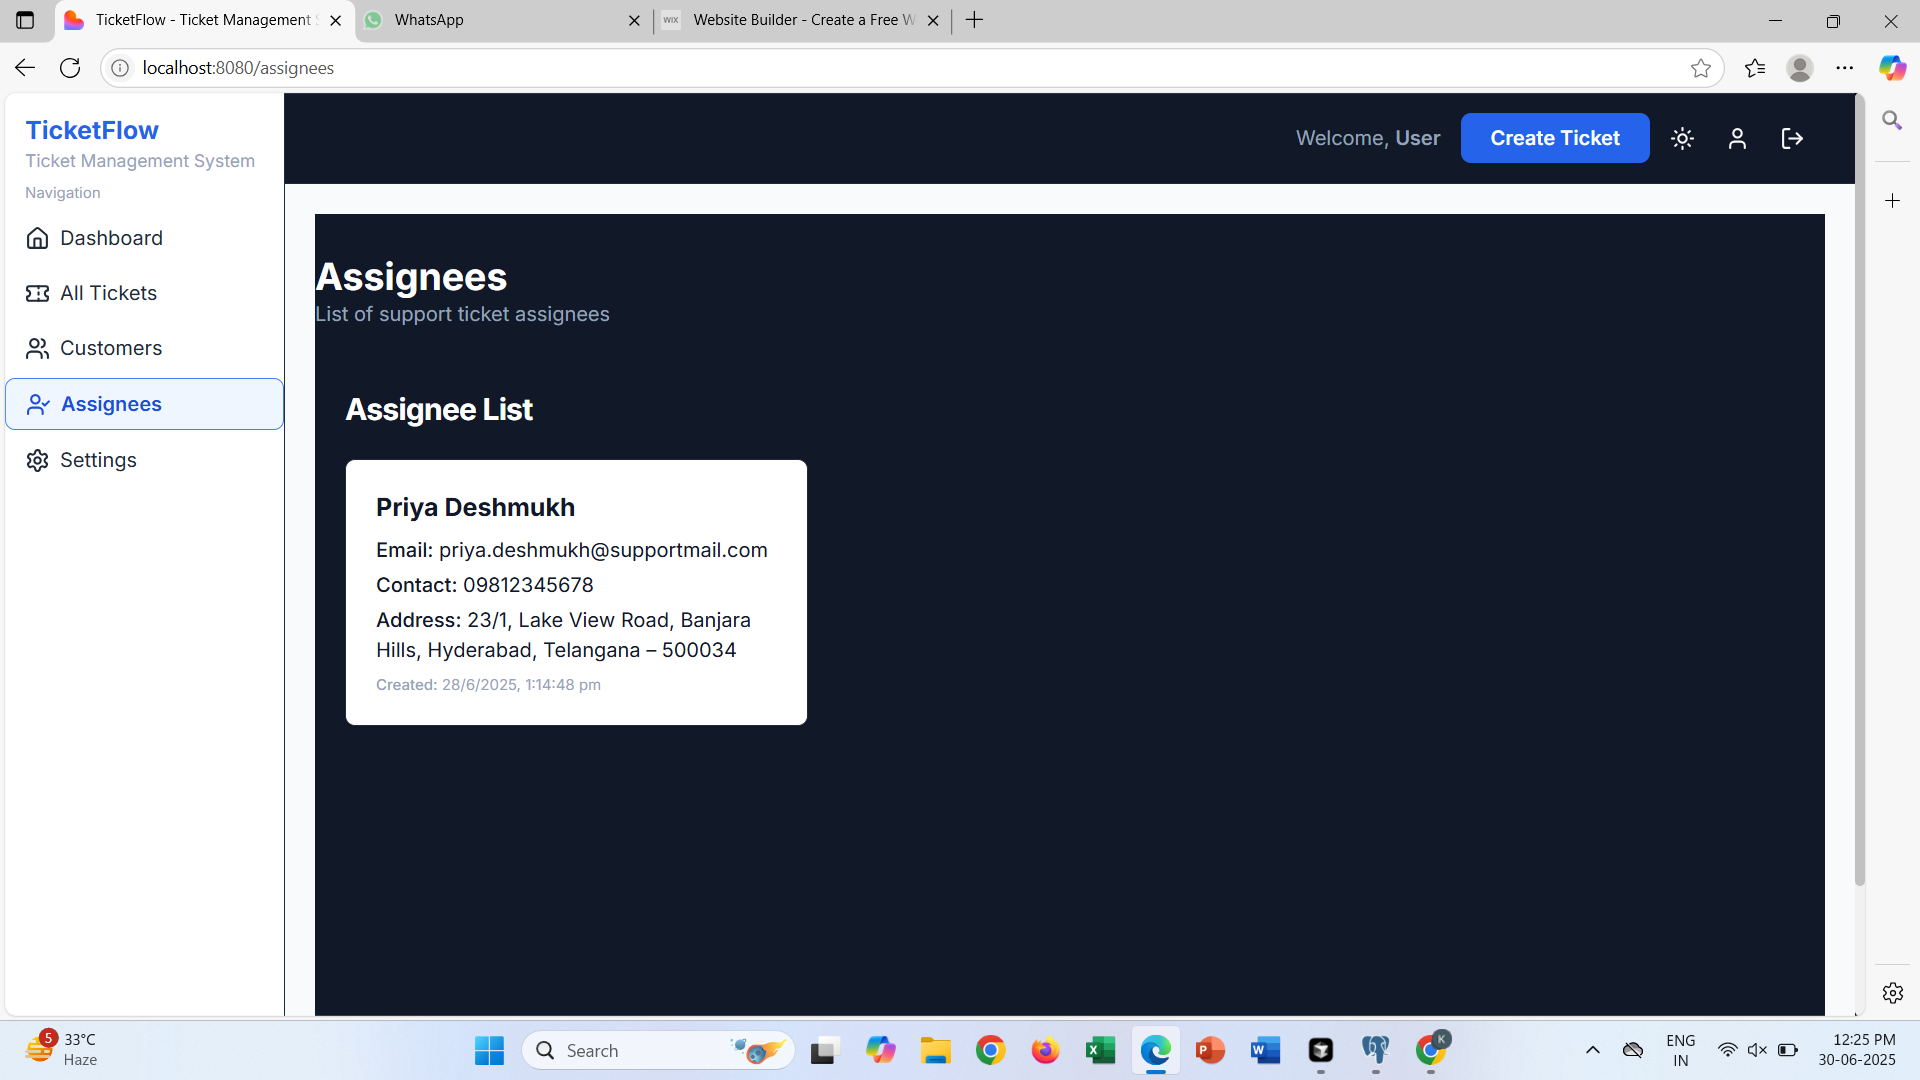 TicketFlow - Ticket Management S
WhatsApp
WIX
Website Builder - Create a Free W
localhost:8080/assignees
TicketFlow
Ticket Management System
Navigation
Dashboard
All Tickets
Customers
Assignees
Settings
Welcome, User
Create Ticket
Assignees
List of support ticket assignees
Assignee List
Priya Deshmukh
Email: priya.deshmukh@supportmail.com
Contact: 09812345678
Address: 23/1, Lake View Road, Banjara
Hills, Hyderabad, Telangana – 500034
Created: 28/6/2025, 1:14:48 pm
5
33°C
Haze
Search
K
ENG
IN
12:25 PM
30-06-2025